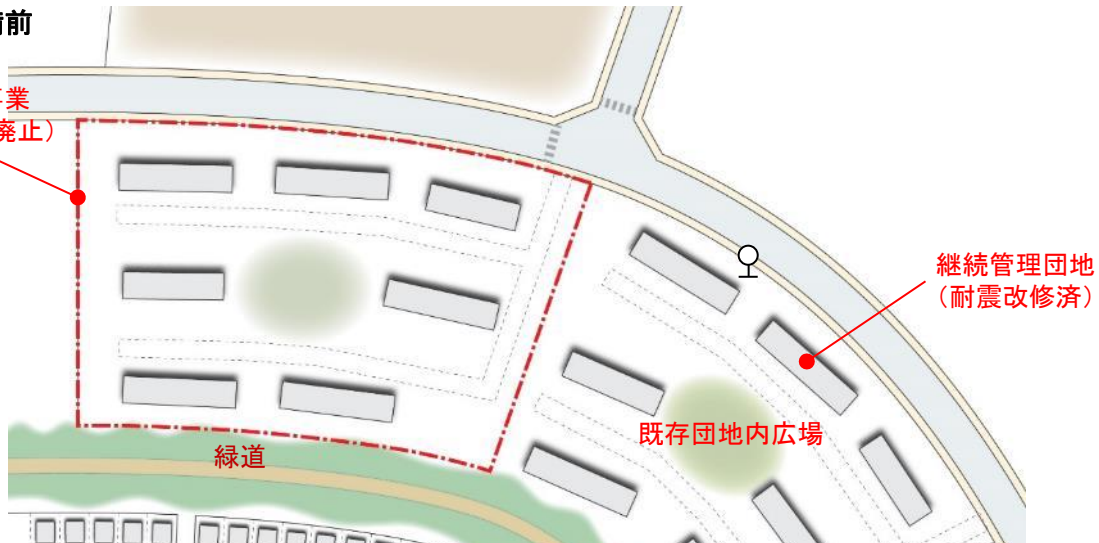 前
業
廃止）
継続管理団地
（耐震改修済）
既存団地内広場
緑道